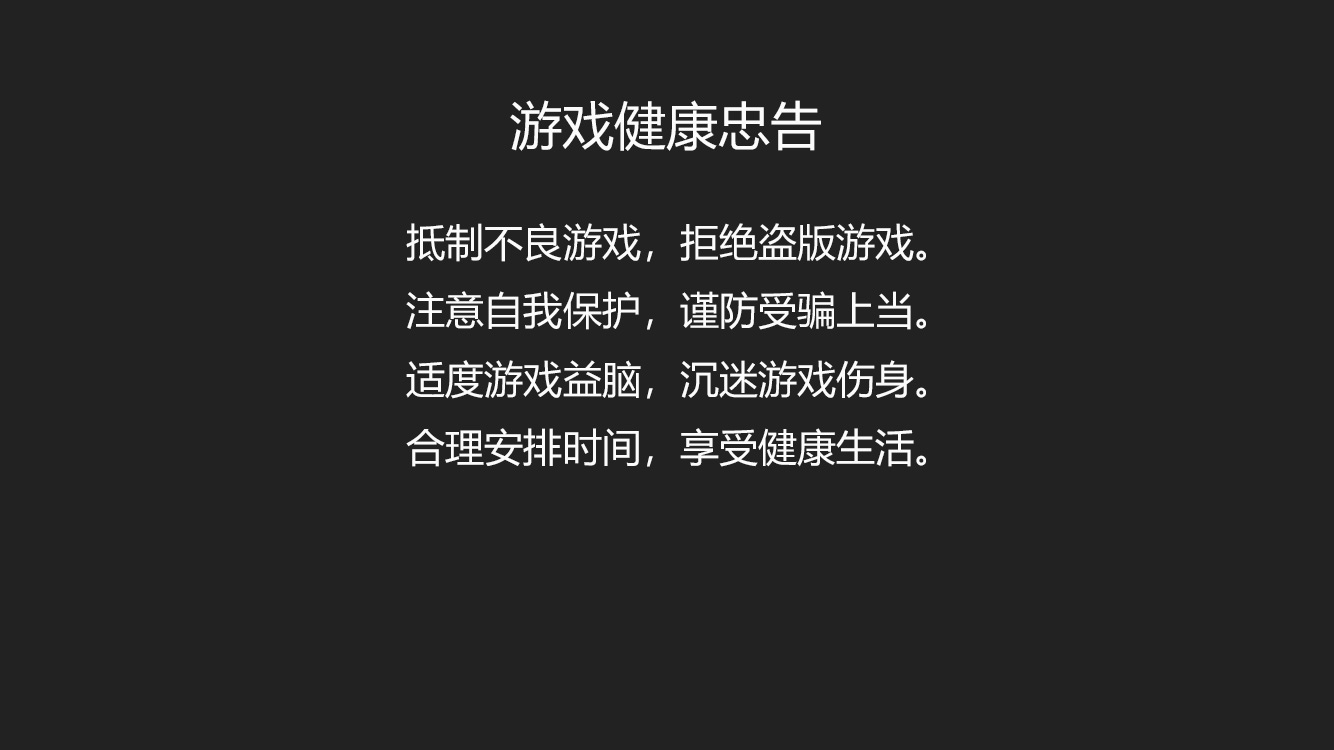 游戏健康忠告
抵制不良游戏，拒绝盗版游戏。
注意自我保护，谨防受骗上当。
适度游戏益脑，沉迷游戏伤身。
合理安排时间，享受健康生活。